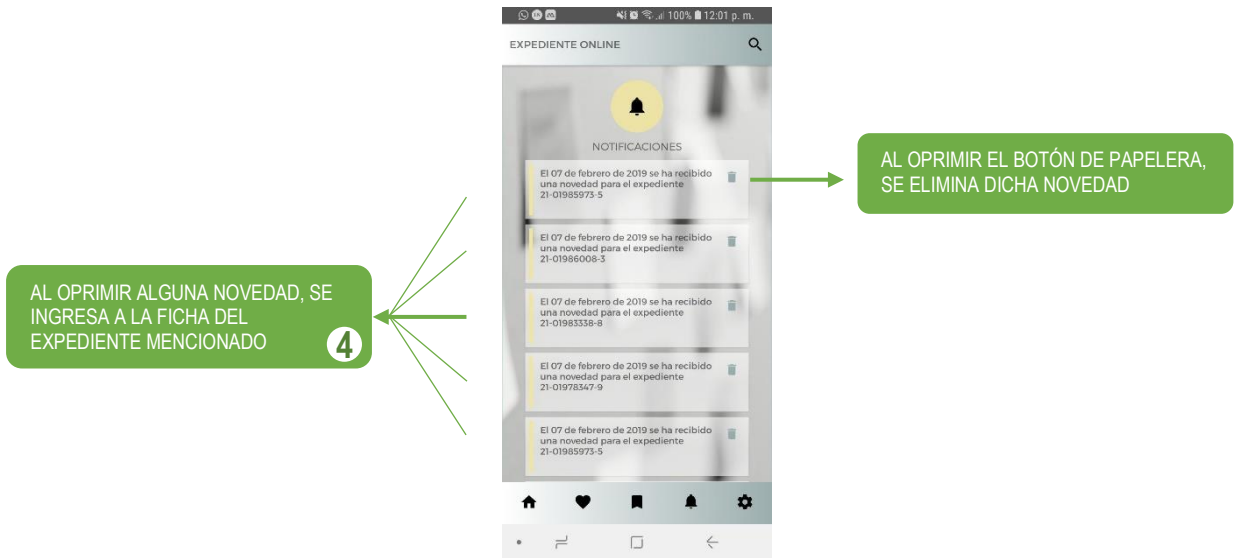 100% 12:01 p. m.
EXPEDIENTE ONLINE
NOTIFICACIONES
El 07 de febrero de 2019 se ha recibido
una novedad para el expediente
21-01985973-5
El 07 de febrero de 2019 se ha recibido
una novedad para el expediente
21-01986008-3
El 07 de febrero de 2019 se ha recibido
una novedad para el expediente
21-01983338-8
El 07 de febrero de 2019 se ha recibido
una novedad para el expediente
21-01978347-9
El 07 de febrero de 2019 se ha recibido
una novedad para el expediente
21-01985973-5
AL OPRIMIR EL BOTÓN DE PAPELERA,
SE ELIMINA DICHA NOVEDAD
AL OPRIMIR ALGUNA NOVEDAD, SE
INGRESA A LA FICHA DEL
EXPEDIENTE MENCIONADO
4